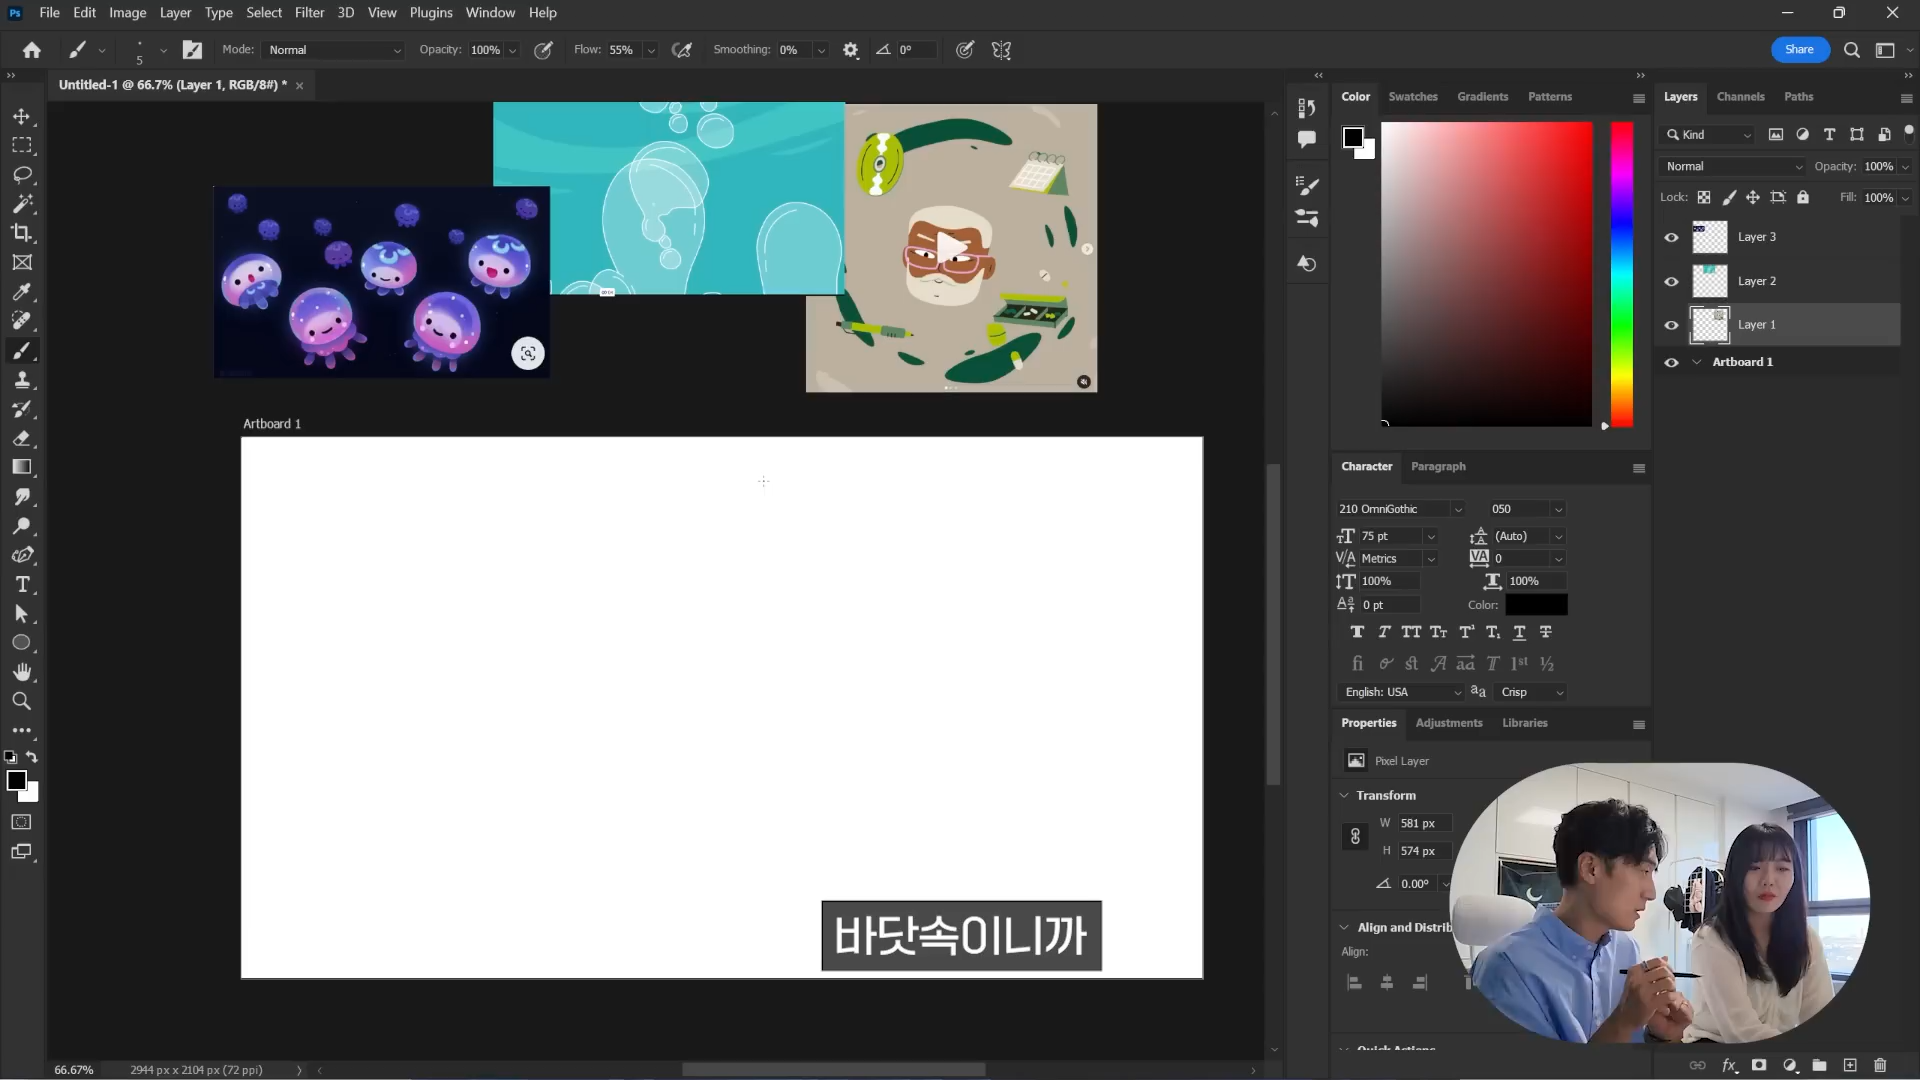 Ps File Edit Image Layer Type Select Filter 3D View Plugins Window Help
5 Mode: Normal Opacity: 100% Flow: 55% Smoothing: 0% 0° Share
Untitled-1 @ 66.7% (Layer 1, RGB/8#) *
Artboard 1
바닷속이니까
66.67% 2944 px x 2104 px (72 ppi)
Color Swatches Gradients Patterns
Character Paragraph
210 OmniGothic 050
75 pt (Auto)
Metrics 0
100% 100%
0 pt Color:
English: USA Crisp
Properties Adjustments Libraries
Pixel Layer
Transform
W 581 px
H 574 px
0.00°
Align and Distrib
Align:
Layers Channels Paths
Kind
Normal Opacity: 100%
Lock: Fill: 100%
Layer 3
Layer 2
Layer 1
Artboard 1